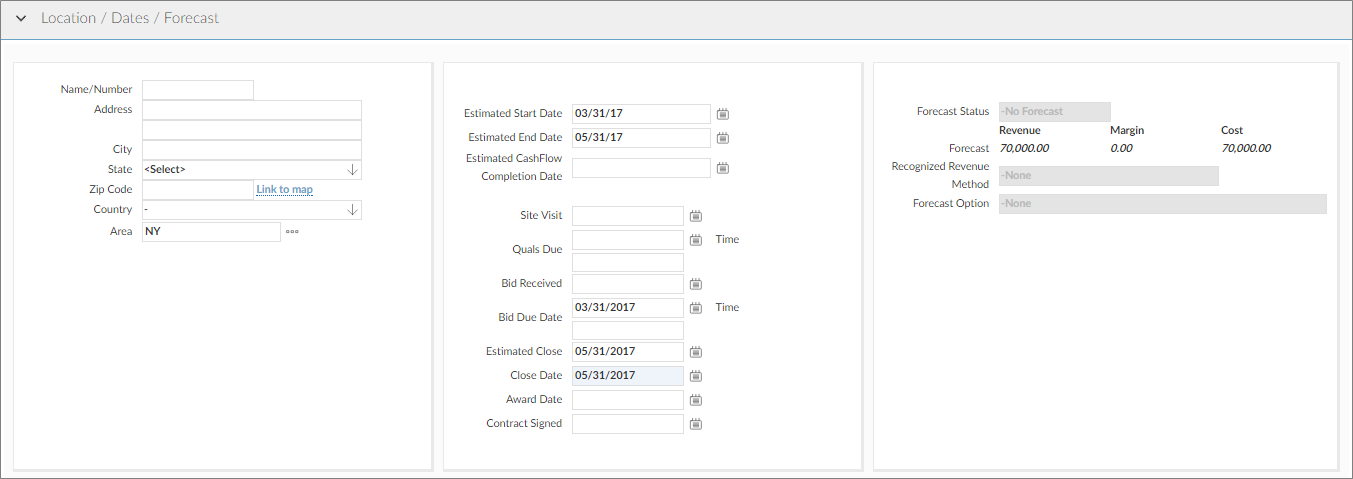 Location / Dates / Forecast
Name/Number
Address
City
State <Select>
Zip Code Link to map
Country -
Area NY
Estimated Start Date 03/31/17
Estimated End Date 05/31/17
Estimated CashFlow
Completion Date
Site Visit
Quals Due Time
Bid Received
Bid Due Date 03/31/2017 Time
Estimated Close 05/31/2017
Close Date 05/31/2017
Award Date
Contract Signed
Forecast Status -No Forecast
Revenue Margin Cost
Forecast 70,000.00 0.00 70,000.00
Recognized Revenue
Method -None
Forecast Option -None